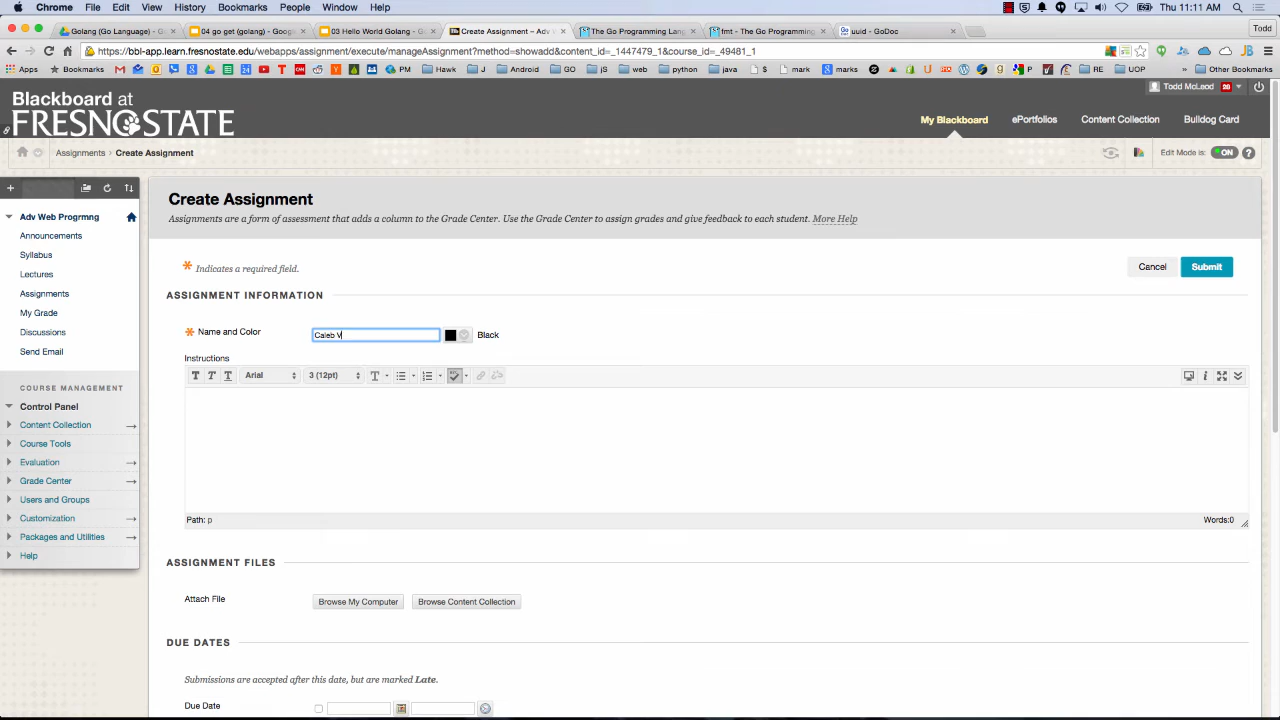 Chrome File Edit View History Bookmarks People Window Help Thu 11:11 AM
Golang (Go Language) - G 04 go get (golang) - Goog 03 Hello World Golang - G Create Assignment – Adv W The Go Programming Lang fmt - The Go Programming uuid - GoDoc Todd
https://bbl-app.learn.fresnostate.edu/webapps/assignment/execute/manageAssignment?method=showadd&content_id=_1447479_1&course_id=_49481_1
Apps Bookmarks PM Hawk J Android GO jS web python java $ mark marks RE UOP Other Bookmarks
Todd McLeod 28
Blackboard at
FRESNO STATE
My Blackboard ePortfolios Content Collection Bulldog Card
Assignments Create Assignment Edit Mode is: ON ?
Adv Web Progrmng
Announcements
Syllabus
Lectures
Assignments
My Grade
Discussions
Send Email
COURSE MANAGEMENT
Control Panel
Content Collection
Course Tools
Evaluation
Grade Center
Users and Groups
Customization
Packages and Utilities
Help
Create Assignment
Assignments are a form of assessment that adds a column to the Grade Center. Use the Grade Center to assign grades and give feedback to each student. More Help
* Indicates a required field.
Cancel Submit
ASSIGNMENT INFORMATION
* Name and Color Caleb V Black
Instructions
T T T Arial 3 (12pt) T
Path: p Words:0
ASSIGNMENT FILES
Attach File Browse My Computer Browse Content Collection
DUE DATES
Submissions are accepted after this date, but are marked Late.
Due Date